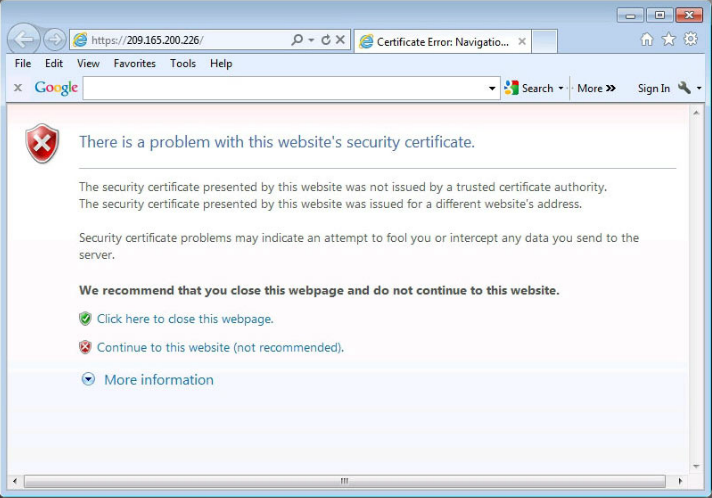 https://209.165.200.226/
Certificate Error: Navigatio...
File Edit View Favorites Tools Help
x Google Search More » Sign In
There is a problem with this website's security certificate.
The security certificate presented by this website was not issued by a trusted certificate authority.
The security certificate presented by this website was issued for a different website's address.
Security certificate problems may indicate an attempt to fool you or intercept any data you send to the
server.
We recommend that you close this webpage and do not continue to this website.
Click here to close this webpage.
Continue to this website (not recommended).
More information